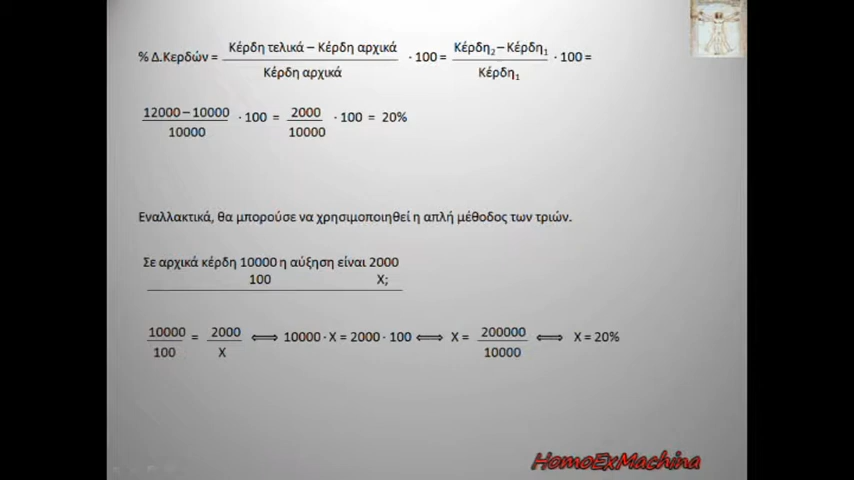 % Δ.Κερδών = Κέρδη τελικά – Κέρδη αρχικά / Κέρδη αρχικά · 100 = Κέρδη₂ – Κέρδη₁ / Κέρδη₁ · 100 =
12000 – 10000 / 10000 · 100 = 2000 / 10000 · 100 = 20%
Εναλλακτικά, θα μπορούσε να χρησιμοποιηθεί η απλή μέθοδος των τριών.
Σε αρχικά κέρδη 10000 η αύξηση είναι 2000
100 Χ;
10000 / 100 = 2000 / Χ ⟺ 10000 · Χ = 2000 · 100 ⟺ Χ = 200000 / 10000 ⟺ Χ = 20%
HomoExMachina